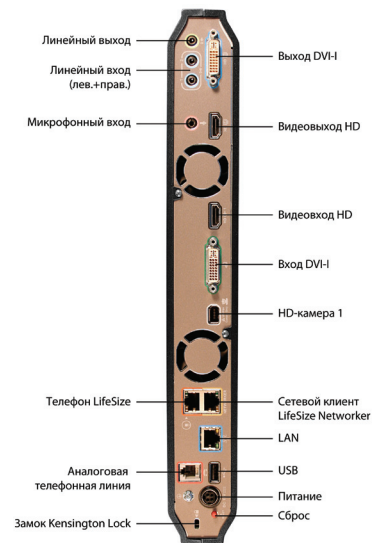 Линейный выход
Выход DVI-I
Линейный вход
(лев.+прав.)
Микрофонный вход
Видеовыход HD
Видеовход HD
Вход DVI-I
HD-камера 1
Телефон LifeSize
Сетевой клиент
LifeSize Networker
LAN
Аналоговая
телефонная линия
USB
Питание
Замок Kensington Lock
Сброс